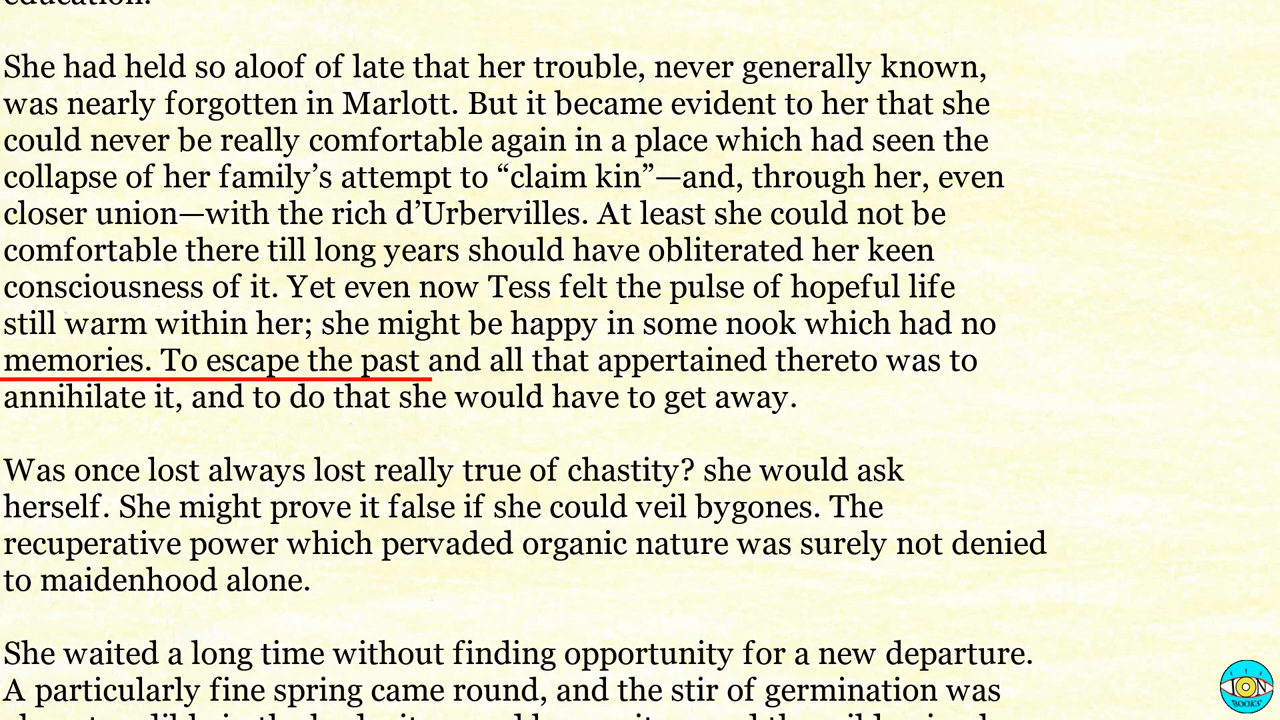 education.
She had held so aloof of late that her trouble, never generally known,
was nearly forgotten in Marlott. But it became evident to her that she
could never be really comfortable again in a place which had seen the
collapse of her family’s attempt to “claim kin”—and, through her, even
closer union—with the rich d’Urbervilles. At least she could not be
comfortable there till long years should have obliterated her keen
consciousness of it. Yet even now Tess felt the pulse of hopeful life
still warm within her; she might be happy in some nook which had no
memories. To escape the past and all that appertained thereto was to
annihilate it, and to do that she would have to get away.
Was once lost always lost really true of chastity? she would ask
herself. She might prove it false if she could veil bygones. The
recuperative power which pervaded organic nature was surely not denied
to maidenhood alone.
She waited a long time without finding opportunity for a new departure.
A particularly fine spring came round, and the stir of germination was
ION
BOOKS